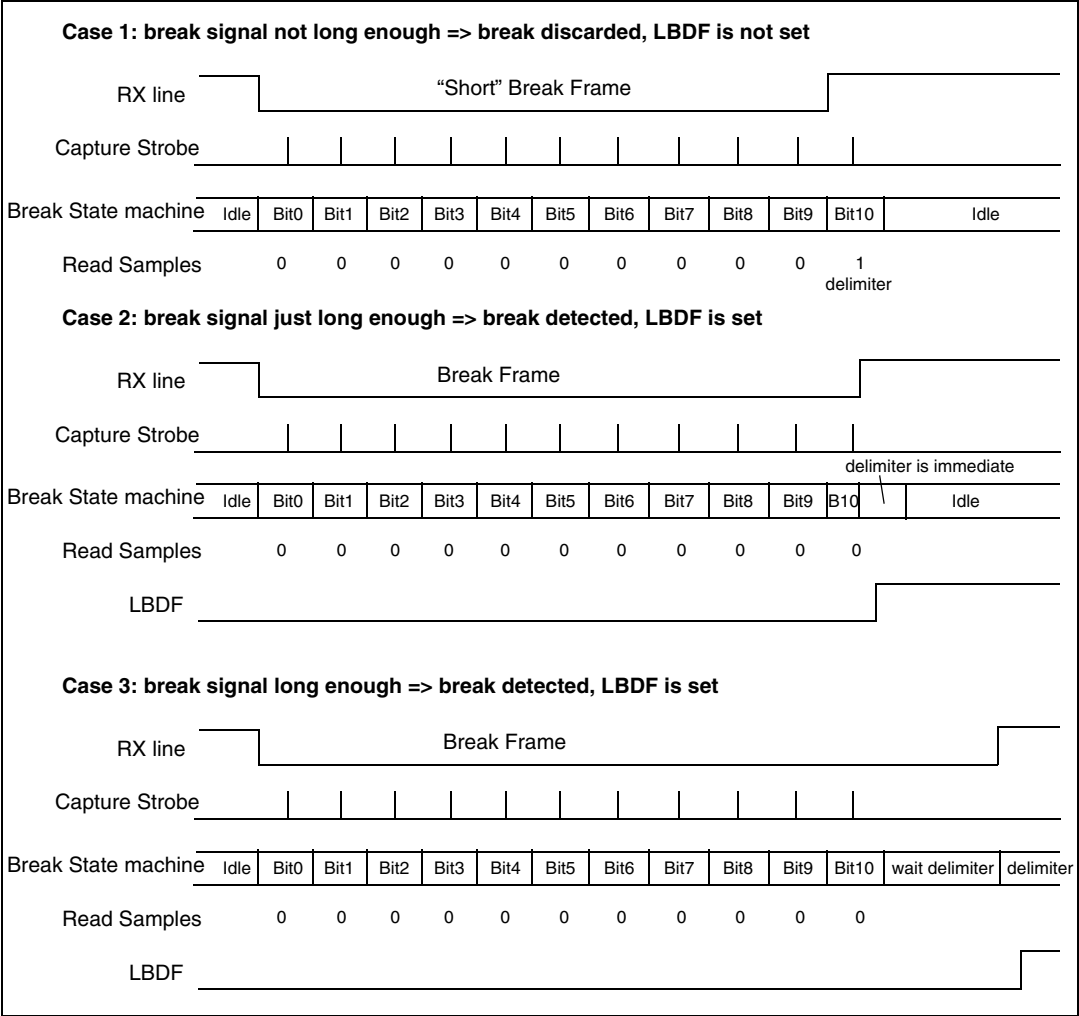 Case 1: break signal not long enough => break discarded, LBDF is not set
RX line
“Short” Break Frame
Capture Strobe
Break State machine Idle Bit0 Bit1 Bit2 Bit3 Bit4 Bit5 Bit6 Bit7 Bit8 Bit9 Bit10 Idle
Read Samples 0 0 0 0 0 0 0 0 0 0 1
delimiter
Case 2: break signal just long enough => break detected, LBDF is set
RX line
Break Frame
Capture Strobe
delimiter is immediate
Break State machine Idle Bit0 Bit1 Bit2 Bit3 Bit4 Bit5 Bit6 Bit7 Bit8 Bit9 B10 Idle
Read Samples 0 0 0 0 0 0 0 0 0 0 0
LBDF
Case 3: break signal long enough => break detected, LBDF is set
RX line
Break Frame
Capture Strobe
Break State machine Idle Bit0 Bit1 Bit2 Bit3 Bit4 Bit5 Bit6 Bit7 Bit8 Bit9 Bit10 wait delimiter delimiter
Read Samples 0 0 0 0 0 0 0 0 0 0 0
LBDF